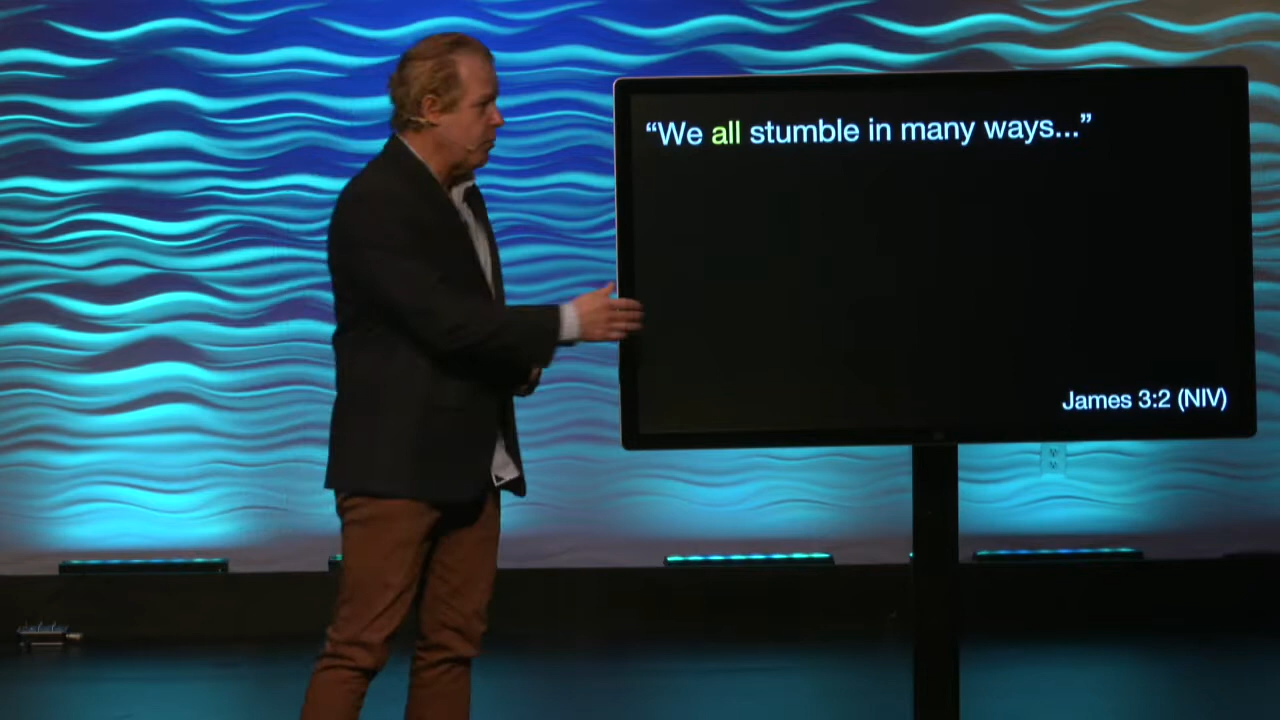 “We all stumble in many ways...”
James 3:2 (NIV)